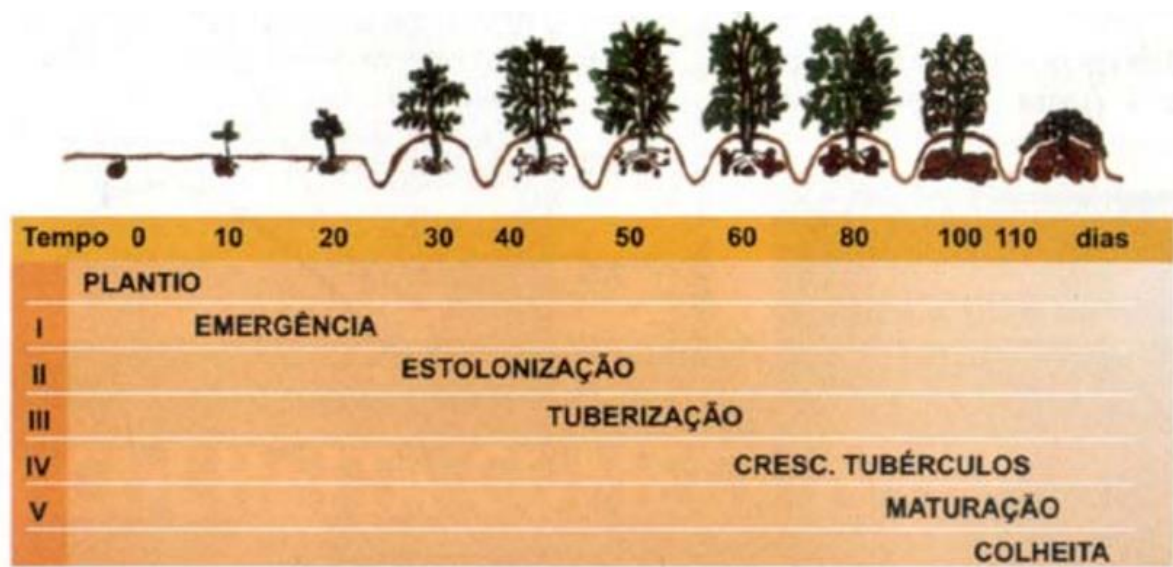 Tempo 0 10 20 30 40 50 60 80 100 110 dias
PLANTIO
I EMERGÊNCIA
II ESTOLONIZAÇÃO
III TUBERIZAÇÃO
IV CRESC. TUBÉRCULOS
V MATURAÇÃO
COLHEITA